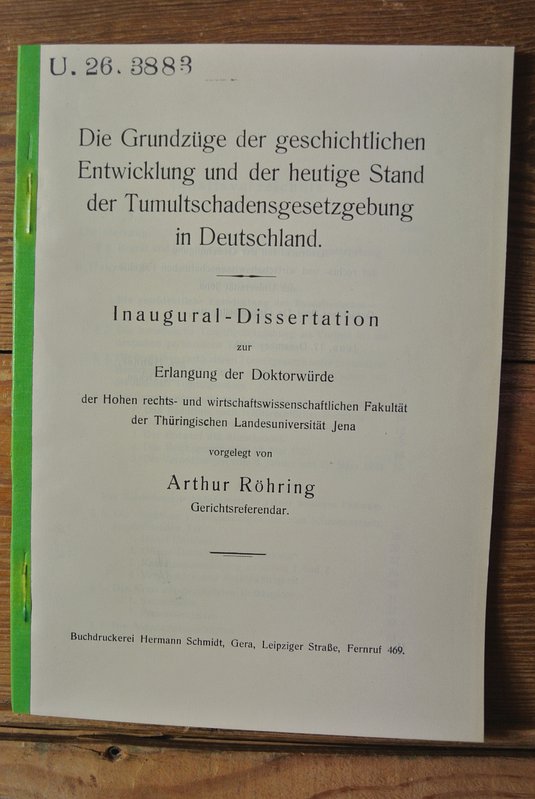 U. 26. 3883
Die Grundzüge der geschichtlichen
Entwicklung und der heutige Stand
der Tumultschadensgesetzgebung
in Deutschland.
Inaugural-Dissertation
zur
Erlangung der Doktorwürde
der Hohen rechts- und wirtschaftswissenschaftlichen Fakultät
der Thüringischen Landesuniversität Jena
vorgelegt von
Arthur Röhring
Gerichtsreferendar.
Buchdruckerei Hermann Schmidt, Gera, Leipziger Straße, Fernruf 469.